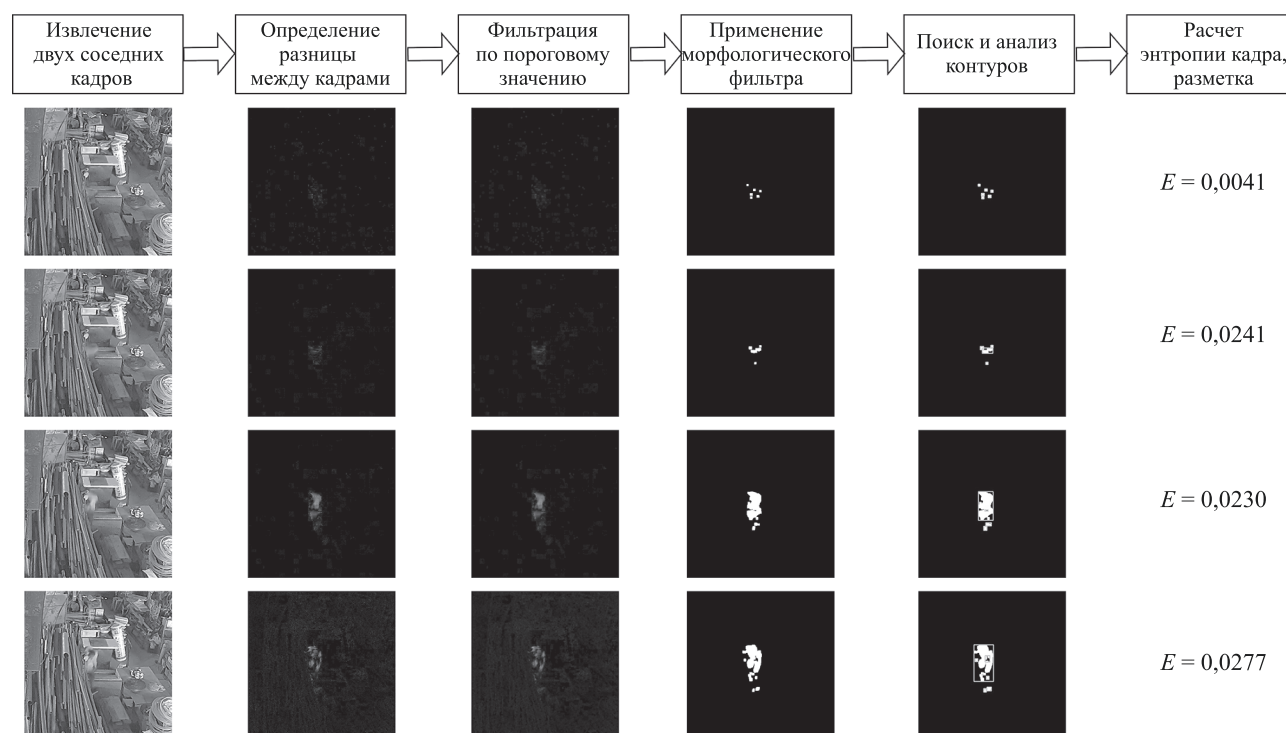 Извлечение
двух соседних
кадров
Определение
разницы
между кадрами
Фильтрация
по пороговому
значению
Применение
морфологического
фильтра
Поиск и анализ
контуров
Расчет
энтропии кадра,
разметка
E = 0,0041
E = 0,0241
E = 0,0230
E = 0,0277